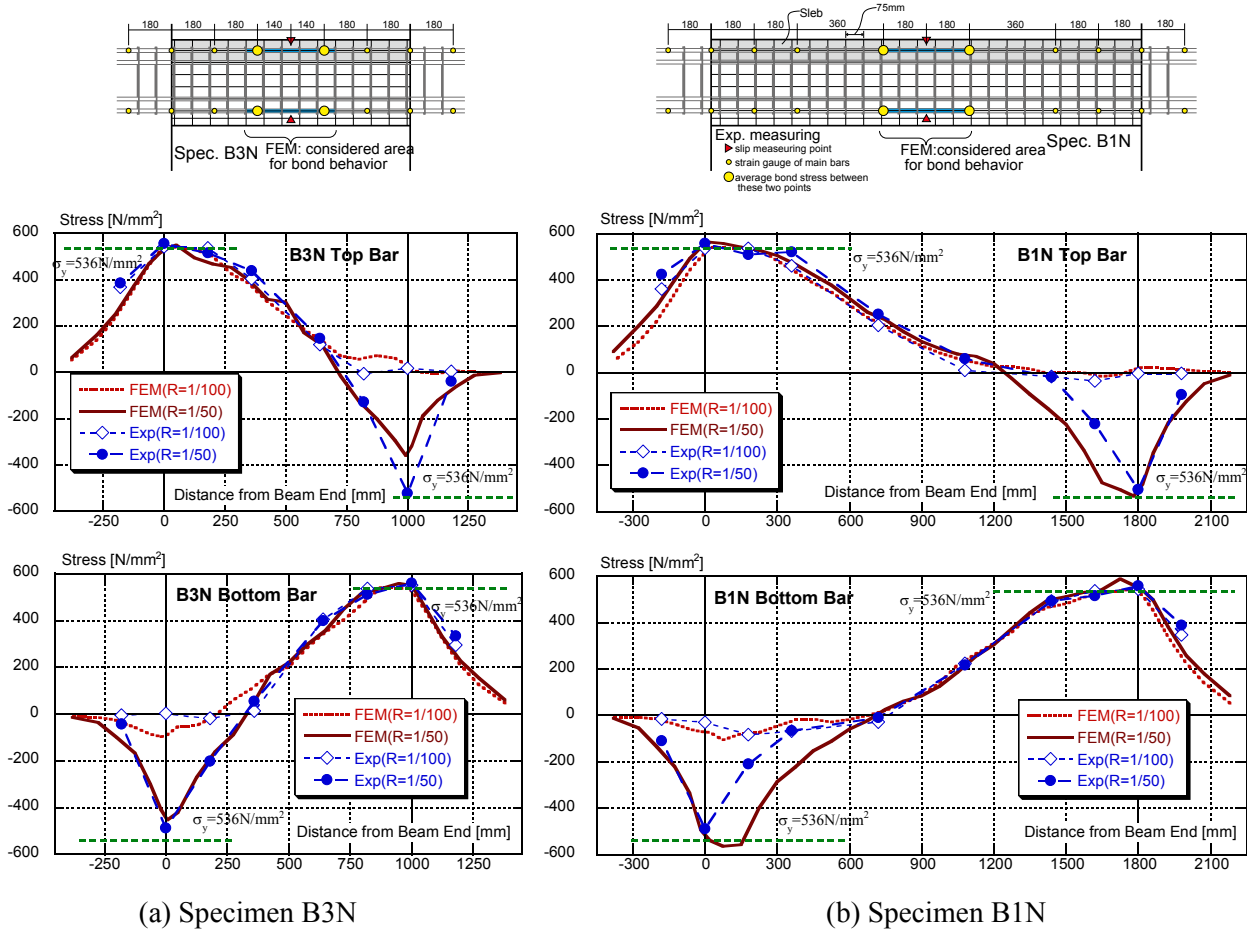 180 180 180 140 140 180 180 180
FEM: considered area
for bond behavior
Spec. B3N
180 180 180 360 180 180 360 180 180 180
75mm
Sleb
Exp. measuring
slip measeuring point
strain gauge of main bars
average bond stress between
these two points
FEM:considered area
for bond behavior
Spec. B1N
Stress [N/mm²]
600
400
200
0
-200
-400
-600
σy=536N/mm²
B3N Top Bar
FEM(R=1/100)
FEM(R=1/50)
Exp(R=1/100)
Exp(R=1/50)
σy=536N/mm²
Distance from Beam End [mm]
-250 0 250 500 750 1000 1250
Stress [N/mm²]
600
400
200
0
-200
-400
-600
σy=536N/mm²
B1N Top Bar
FEM(R=1/100)
FEM(R=1/50)
Exp(R=1/100)
Exp(R=1/50)
σy=536N/mm²
Distance from Beam End [mm]
-300 0 300 600 900 1200 1500 1800 2100
Stress [N/mm²]
600
400
200
0
-200
-400
-600
B3N Bottom Bar
σy=536N/mm²
FEM(R=1/100)
FEM(R=1/50)
Exp(R=1/100)
Exp(R=1/50)
σy=536N/mm²
Distance from Beam End [mm]
-250 0 250 500 750 1000 1250
Stress [N/mm²]
600
400
200
0
-200
-400
-600
B1N Bottom Bar
σy=536N/mm²
FEM(R=1/100)
FEM(R=1/50)
Exp(R=1/100)
Exp(R=1/50)
σy=536N/mm²
Distance from Beam End [mm]
-300 0 300 600 900 1200 1500 1800 2100
(a) Specimen B3N
(b) Specimen B1N